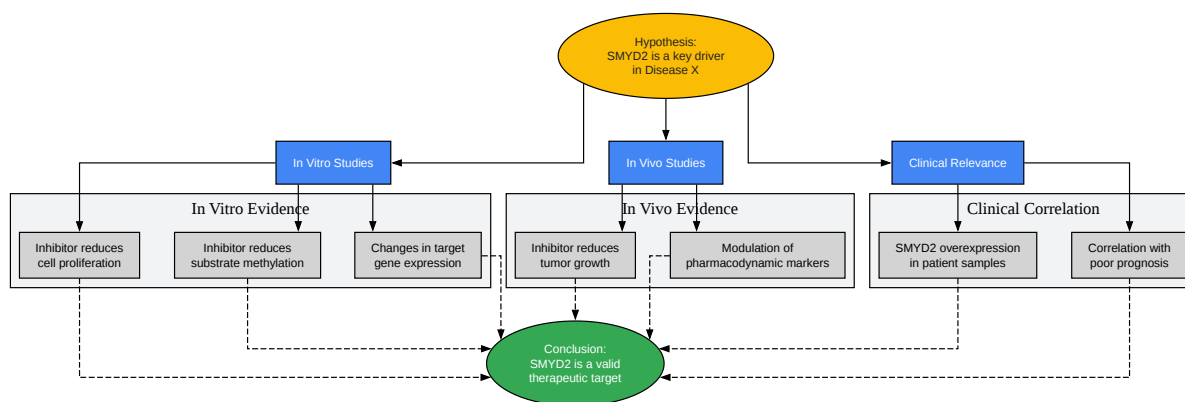 Hypothesis:
SMYD2 is a key driver
in Disease X
In Vitro Studies
In Vivo Studies
Clinical Relevance
In Vitro Evidence
In Vivo Evidence
Clinical Correlation
Inhibitor reduces
cell proliferation
Inhibitor reduces
substrate methylation
Changes in target
gene expression
Inhibitor reduces
tumor growth
Modulation of
pharmacodynamic markers
SMYD2 overexpression
in patient samples
Correlation with
poor prognosis
Conclusion:
SMYD2 is a valid
therapeutic target